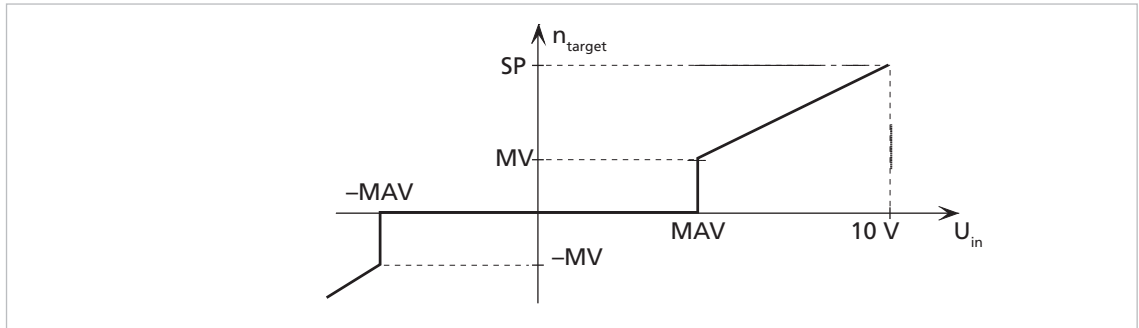 n_target
SP
MV
–MAV
MAV
10 V
U_in
–MV